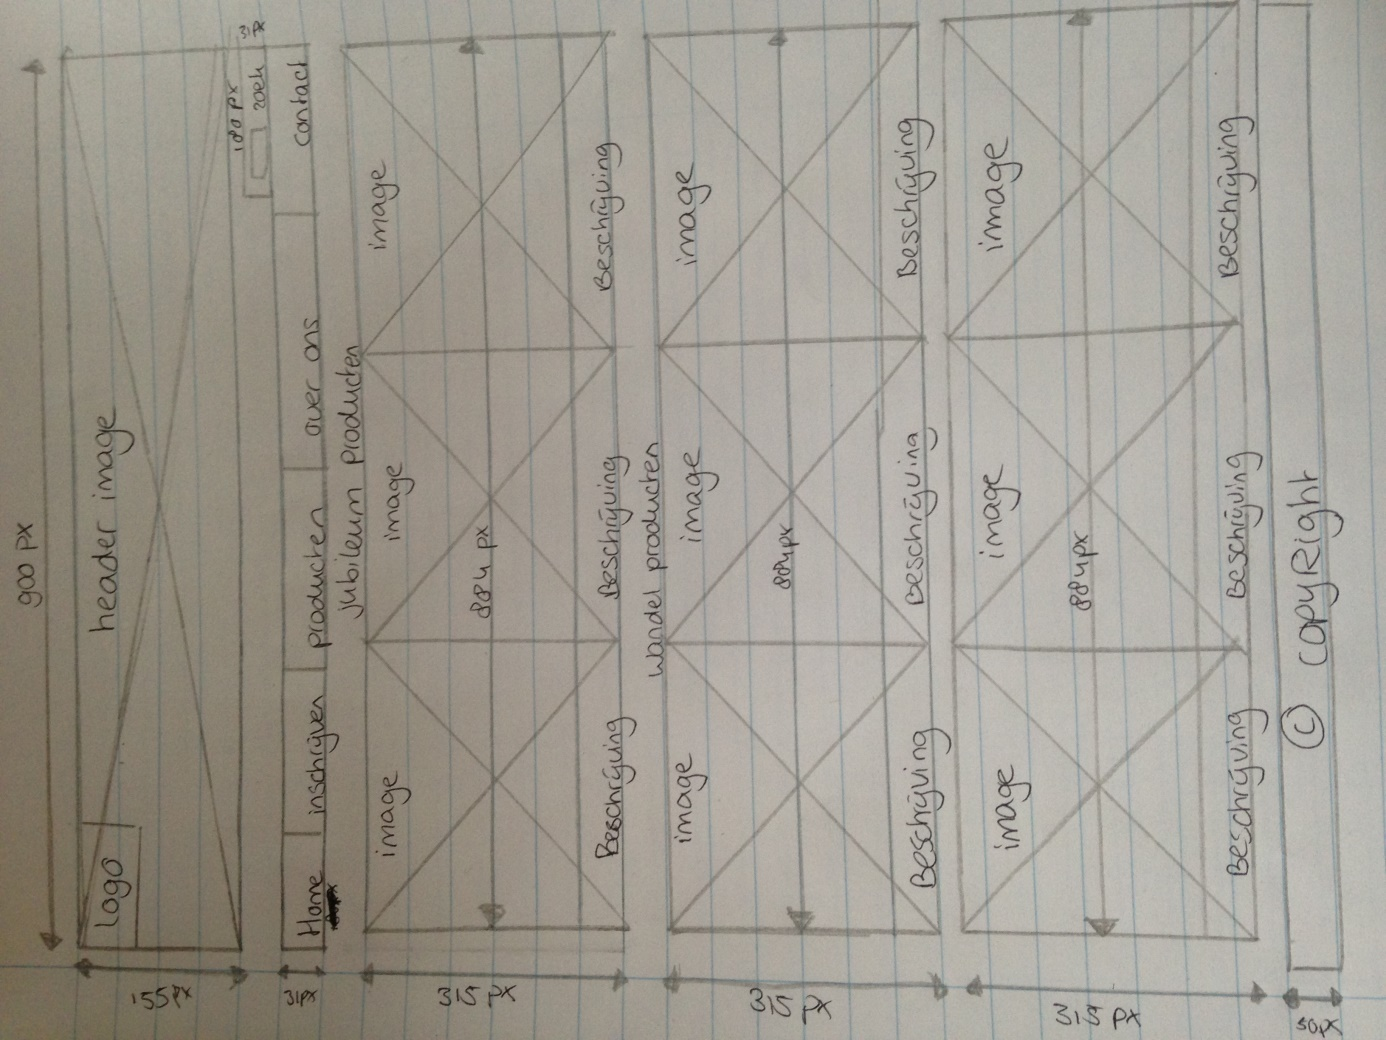 900 px
header image
Logo
155px
180 px
31 px
zoek
Home
inschrijven
producten
over ons
contact
31px
jubileum producten
image
image
image
884 px
315 px
Beschrijving
Beschrijving
Beschrijving
wandel producten
image
image
image
884px
315 px
Beschrijving
Beschrijving
Beschrijving
image
image
image
884px
Beschrijving
Beschrijving
Beschrijving
© copyRight
50px